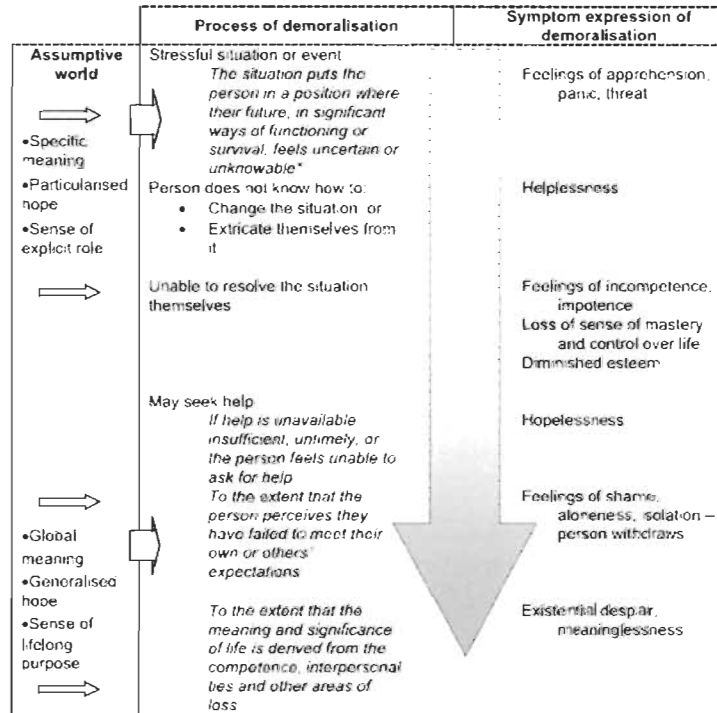 Process of demoralisation
Symptom expression of
demoralisation
Assumptive
world
•Specific
meaning
•Particularised
hope
•Sense
of explicit role
•Global
meaning
•Generalised
hope
•Sense of
lifelong
purpose
Stressful situation or event
The situation puts the
person in a position where
their future, in significant
ways of functioning or
survival, feels uncertain or
unknowable*
Person does not know how to:
• Change the situation or
• Extricate themselves from
it
Unable to resolve the situation
themselves
May seek help
If help is unavailable
insufficient, untimely, or
the person feels unable to
ask for help
To the extent that the
person perceives they
have failed to meet their
own or others'
expectations
To the extent that the
meaning and significance
of life is derived from the
competence, interpersonal
ties and other areas of
loss
Feelings of apprehension,
panic, threat
Helplessness
Feelings of incompetence,
impotence
Loss of sense of mastery
and control over life
Diminished esteem
Hopelessness
Feelings of shame,
aloneness, isolation –
person withdraws
Existential despair,
meaninglessness